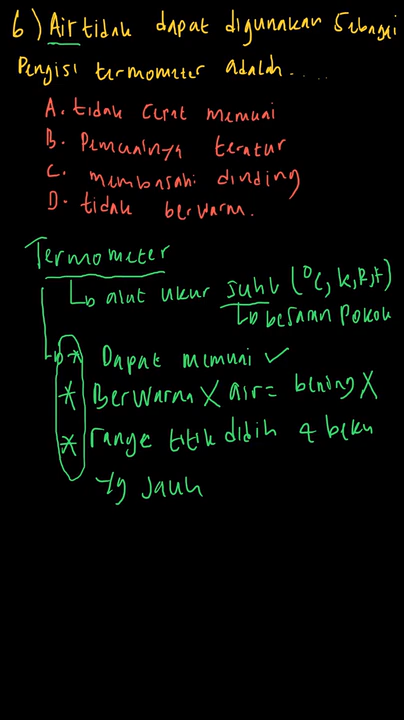 6) Air tidak dapat digunakan sebagai
Pengisi termometer adalah.....
A. tidak cepat memuai
B. Pemuainya teratur
C. membasahi dinding
D. tidak berwarna.
Termometer
↳ alat ukur suhu (°C, K, R, F)
↳ besaran Pokok
↳ * Dapat memuai ✓
* Berwarna X air = bening X
* range titik didih & beku
yg jauh